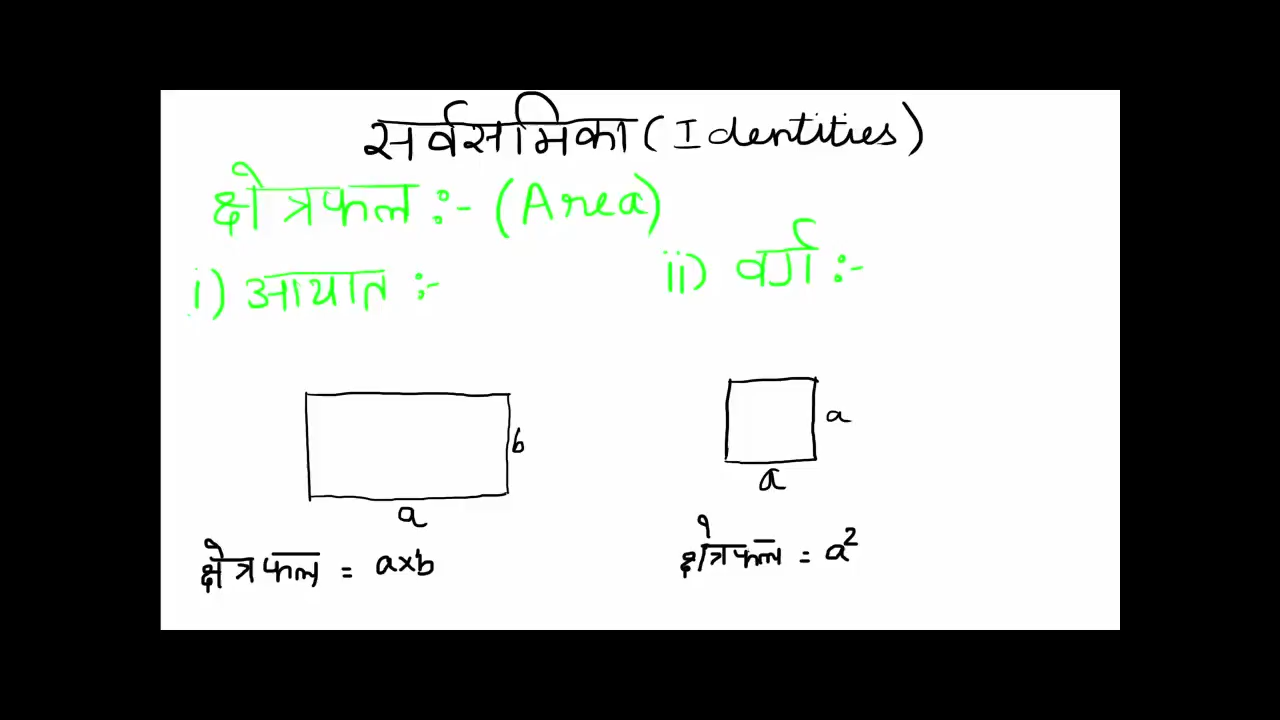 सर्वसमिका (Identities)
क्षेत्रफल :- (Area)
i) आयात :-
ii) वर्ग :-
b
a
क्षेत्रफल = a×b
a
a
क्षेत्रफल = a²